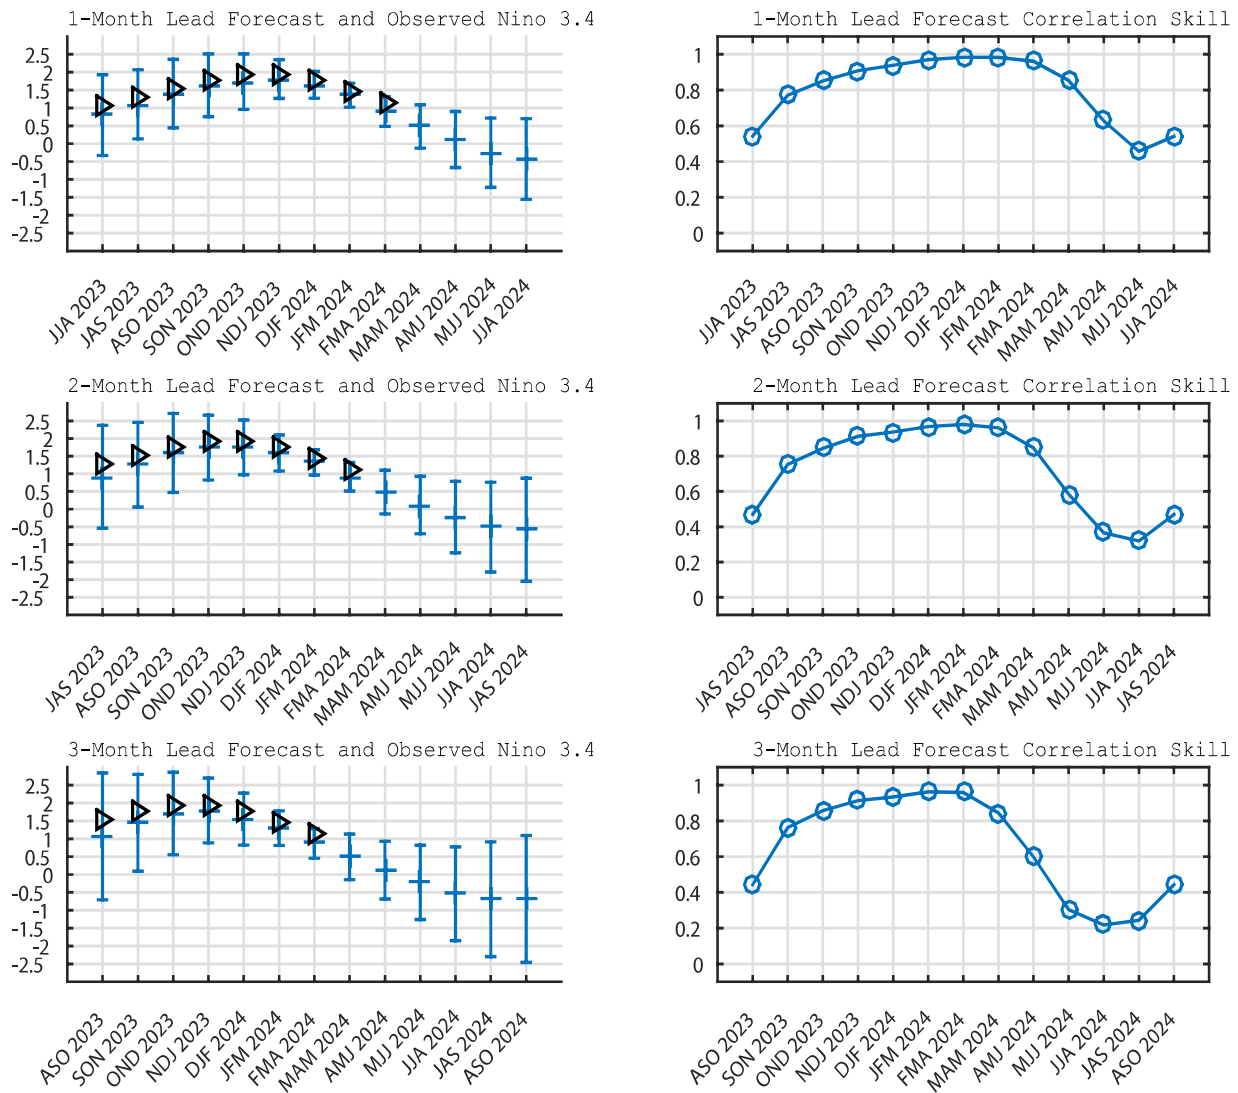 1-Month Lead Forecast and Observed Nino 3.4
2.5
2
1.5
1
0.5
0
-0.5
-1
-1.5
-2
-2.5
JJA 2023
JAS 2023
ASO 2023
SON 2023
OND 2023
NDJ 2023
DJF 2024
JFM 2024
FMA 2024
MAM 2024
AMJ 2024
MJJ 2024
JJA 2024
1-Month Lead Forecast Correlation Skill
1
0.8
0.6
0.4
0.2
0
JJA 2023
JAS 2023
ASO 2023
SON 2023
OND 2023
NDJ 2023
DJF 2024
JFM 2024
FMA 2024
MAM 2024
AMJ 2024
MJJ 2024
JJA 2024
2-Month Lead Forecast and Observed Nino 3.4
2.5
2
1.5
1
0.5
0
-0.5
-1
-1.5
-2
-2.5
JAS 2023
ASO 2023
SON 2023
OND 2023
NDJ 2023
DJF 2024
JFM 2024
FMA 2024
MAM 2024
AMJ 2024
MJJ 2024
JJA 2024
JAS 2024
2-Month Lead Forecast Correlation Skill
1
0.8
0.6
0.4
0.2
0
JAS 2023
ASO 2023
SON 2023
OND 2023
NDJ 2023
DJF 2024
JFM 2024
FMA 2024
MAM 2024
AMJ 2024
MJJ 2024
JJA 2024
JAS 2024
3-Month Lead Forecast and Observed Nino 3.4
2.5
2
1.5
1
0.5
0
-0.5
-1
-1.5
-2
-2.5
ASO 2023
SON 2023
OND 2023
NDJ 2023
DJF 2024
JFM 2024
FMA 2024
MAM 2024
AMJ 2024
MJJ 2024
JJA 2024
JAS 2024
ASO 2024
3-Month Lead Forecast Correlation Skill
1
0.8
0.6
0.4
0.2
0
ASO 2023
SON 2023
OND 2023
NDJ 2023
DJF 2024
JFM 2024
FMA 2024
MAM 2024
AMJ 2024
MJJ 2024
JJA 2024
JAS 2024
ASO 2024